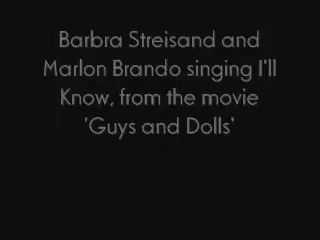 Barbra Streisand and
Marlon Brando singing I'll
Know, from the movie
'Guys and Dolls'